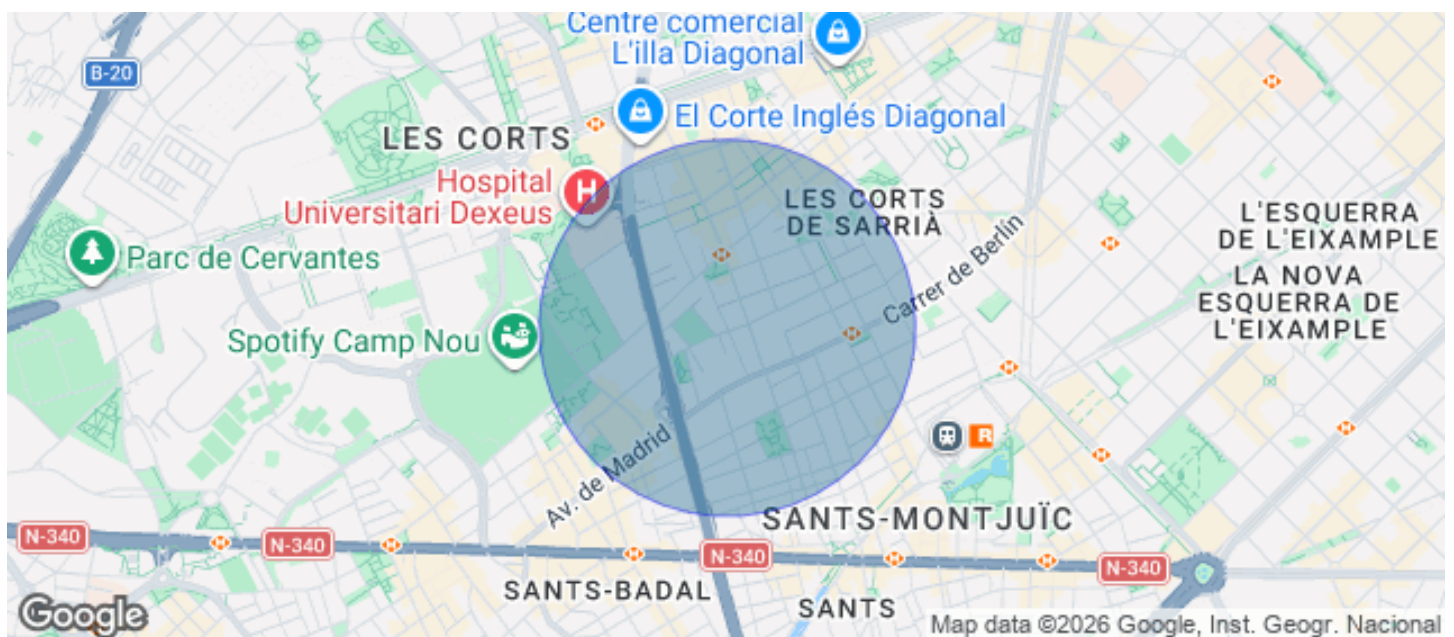 Centre comercial
L'illa Diagonal
B-20
El Corte Inglés Diagonal
LES CORTS
Hospital
Universitari Dexeus
H
LES CORTS
DE SARRIÀ
L'ESQUERRA
DE L'EIXAMPLE
Parc de Cervantes
Carrer de Berlín
LA NOVA
ESQUERRA DE
L'EIXAMPLE
Spotify Camp Nou
Av. de Madrid
R
SANTS-MONTJUÏC
N-340
N-340
N-340
N-340
SANTS-BADAL
SANTS
Google
Map data ©2026 Google, Inst. Geogr. Nacional